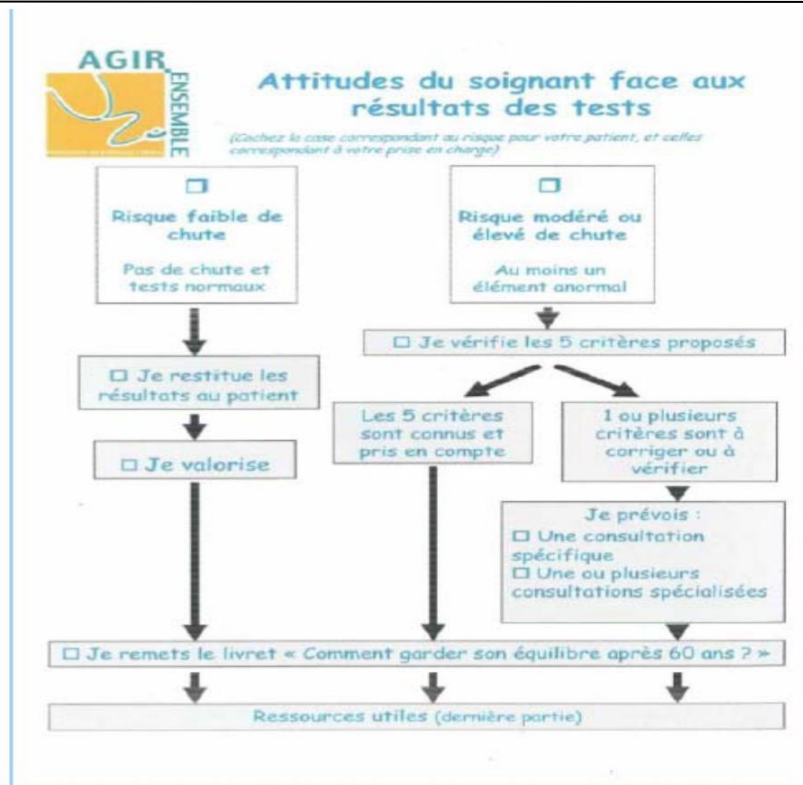 AGIR
ENSEMBLE
Attitudes du soignant face aux
résultats des tests
(Cochez la case correspondant au risque pour votre patient, et celles
correspondant à votre prise en charge)
☐
Risque faible de
chute
Pas de chute et
tests normaux
☐
Risque modéré ou
élevé de chute
Au moins un
élément anormal
☐ Je vérifie les 5 critères proposés
☐ Je restitue les
résultats au patient
☐ Je valorise
Les 5 critères
sont connus et
pris en compte
1 ou plusieurs
critères sont à
corriger ou à
vérifier
Je prévois :
☐ Une consultation
spécifique
☐ Une ou plusieurs
consultations spécialisées
☐ Je remets le livret « Comment garder son équilibre après 60 ans ? »
Ressources utiles (dernière partie)